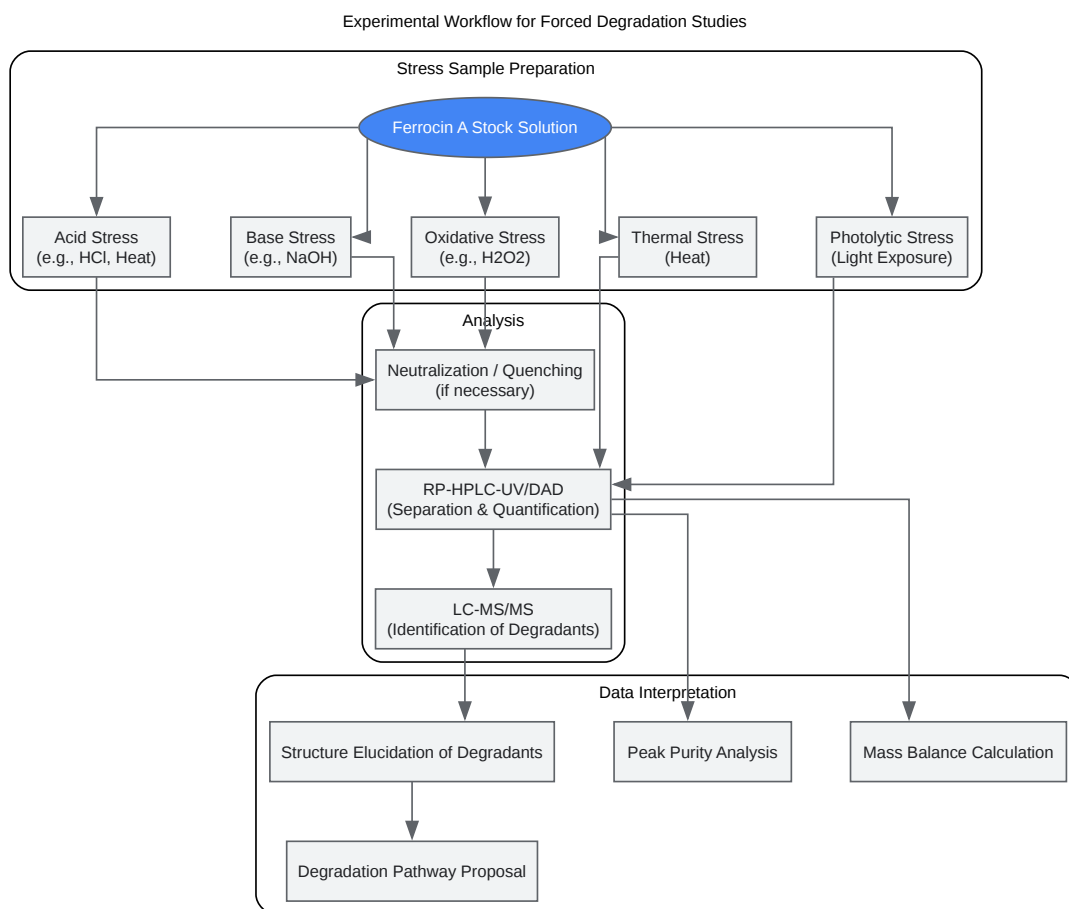 Experimental Workflow for Forced Degradation Studies
Stress Sample Preparation
Ferrocin A Stock Solution
Acid Stress
(e.g., HCl, Heat)
Base Stress
(e.g., NaOH)
Oxidative Stress
(e.g., H2O2)
Thermal Stress
(Heat)
Photolytic Stress
(Light Exposure)
Analysis
Neutralization / Quenching
(if necessary)
RP-HPLC-UV/DAD
(Separation & Quantification)
LC-MS/MS
(Identification of Degradants)
Data Interpretation
Structure Elucidation of Degradants
Peak Purity Analysis
Mass Balance Calculation
Degradation Pathway Proposal